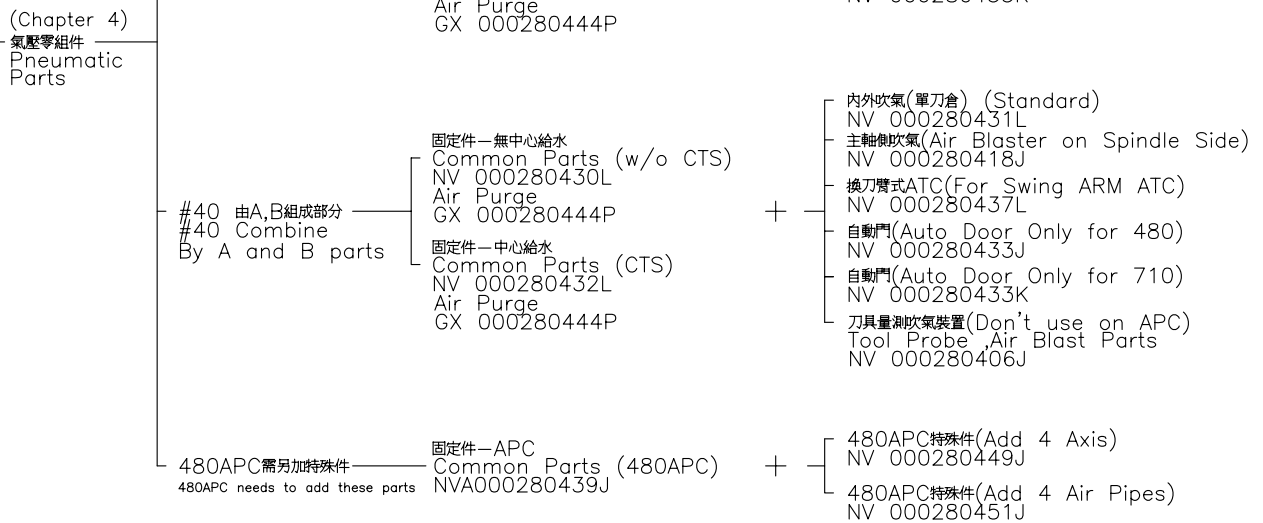 (Chapter 4)
氣壓零組件
Pneumatic
Parts
Air Purge
GX 000280444P
#40 由A,B組成部分
#40 Combine
By A and B parts
固定件－無中心給水
Common Parts (w/o CTS)
NV 000280430L
Air Purge
GX 000280444P
固定件－中心給水
Common Parts (CTS)
NV 000280432L
Air Purge
GX 000280444P
+
內外吹氣(單刀倉) (Standard)
NV 000280431L
主軸側吹氣(Air Blaster on Spindle Side)
NV 000280418J
換刀臂式ATC(For Swing ARM ATC)
NV 000280437L
自動門(Auto Door Only for 480)
NV 000280433J
自動門(Auto Door Only for 710)
NV 000280433K
刀具量測吹氣裝置(Don't use on APC)
Tool Probe ,Air Blast Parts
NV 000280406J
480APC需另加特殊件
480APC needs to add these parts
固定件－APC
Common Parts (480APC)
NVA000280439J
+
480APC特殊件(Add 4 Axis)
NV 000280449J
480APC特殊件(Add 4 Air Pipes)
NV 000280451J